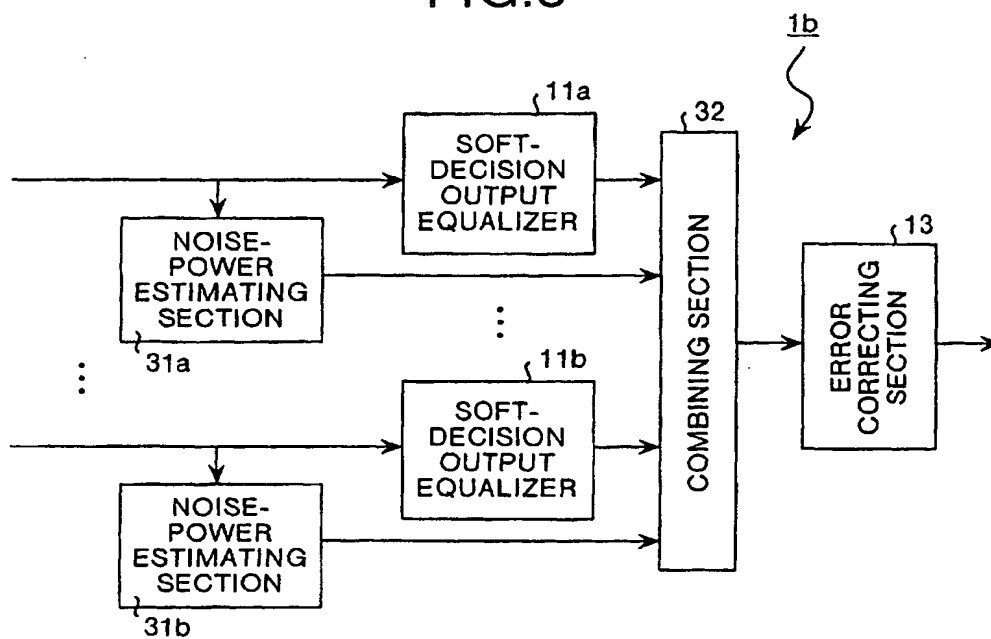 1b
11a
SOFT-
DECISION
OUTPUT
EQUALIZER
32
COMBINING SECTION
13
ERROR
CORRECTING
SECTION
NOISE-
POWER
ESTIMATING
SECTION
31a
11b
SOFT-
DECISION
OUTPUT
EQUALIZER
NOISE-
POWER
ESTIMATING
SECTION
31b